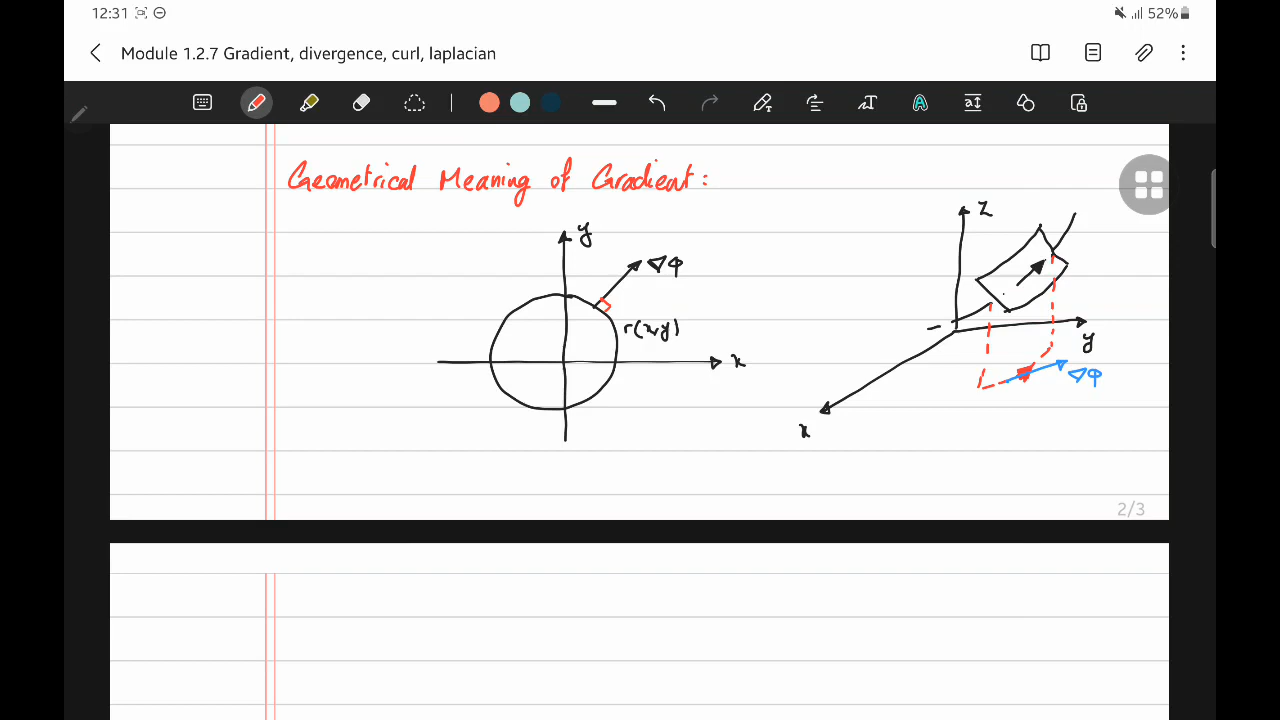 12:31
52%
Module 1.2.7 Gradient, divergence, curl, laplacian
Geometrical Meaning of Gradient:
y
∇φ
r(x,y)
x
z
y
∇φ
x
2/3